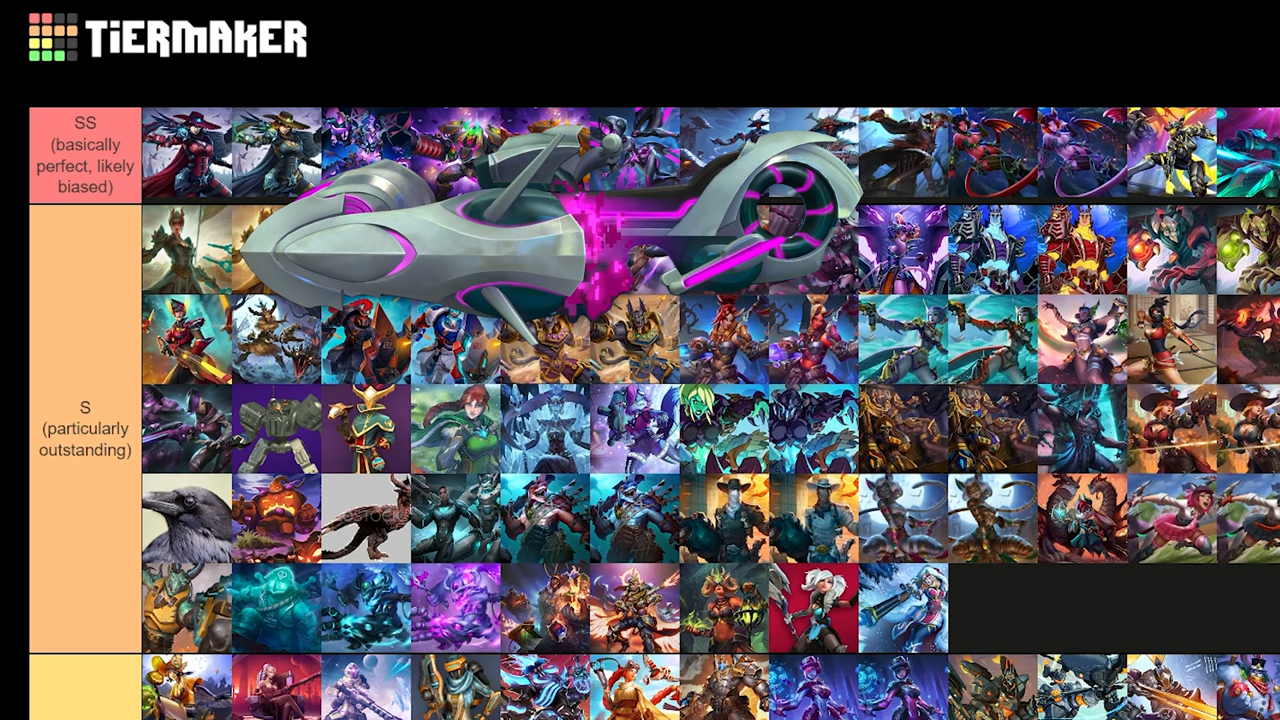 TiERMAKER
SS
(basically
perfect, likely
biased)
S
(particularly
outstanding)